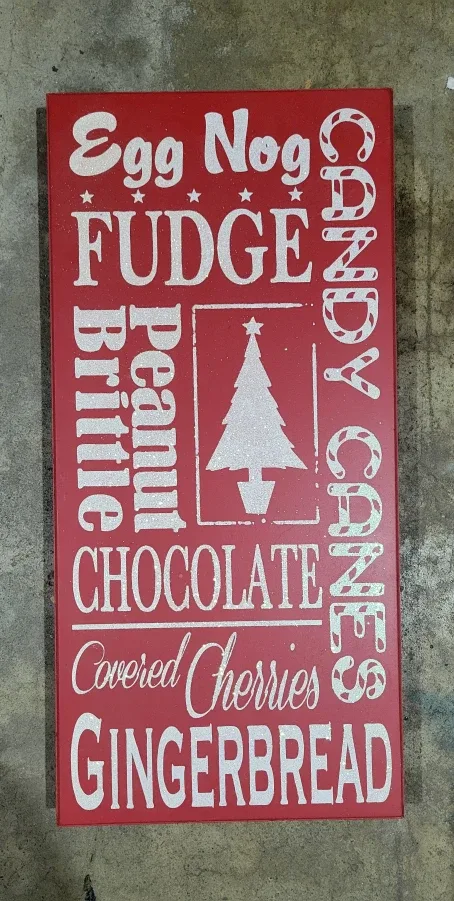 Egg Nog
FUDGE
Peanut
Brittle
CANDY CANES
CHOCOLATE
Covered Cherries
GINGERBREAD